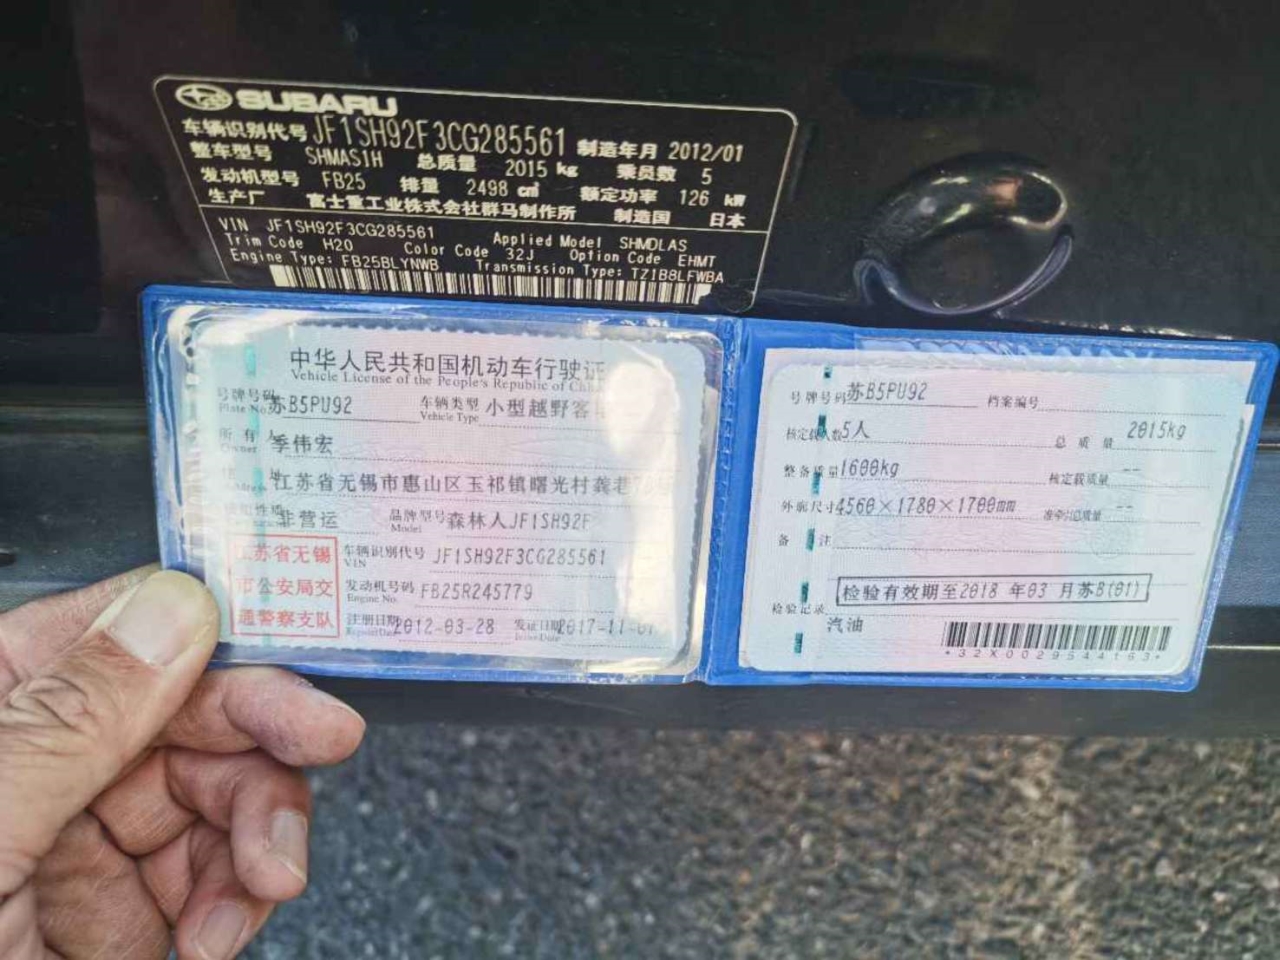 SUBARU
车辆识别代号 JF1SH92F3CG285561 制造年月 2012/01
整车型号 SHMAS1H 总质量 2015 kg 乘员数 5
发动机型号 FB25 排量 2498 cm³ 额定功率 126 kW
生产厂 富士重工业株式会社群马制作所 制造国 日本
VIN JF1SH92F3CG285561 Applied Model SHMDLAS
Trim Code H20 Color Code 32J Option Code EHMT
Engine Type: FB25BLYNWB Transmission Type: TZ1B8LFWBA
中华人民共和国机动车行驶证
Vehicle License of the People's Republic of
号牌号码 苏B5PU92 车辆类型 小型越野客
Plate No. Vehicle Type
所有人 季伟宏
Owner
江苏省无锡市惠山区玉祁镇曙光村龚巷
非营运 品牌型号 森林人JF1SH92F
Model
江苏省无锡
市公安局交
通警察支队
车辆识别代号 JF1SH92F3CG285561
VIN
发动机号码 FB25R245779
Engine No.
注册日期 2012-03-28 发证日期 2017-11-
Register Date Issue Date
号牌号码 苏B5PU92 档案编号
核定载人数 5人 总质量 2015kg
整备质量 1600kg 核定载质量 --
外廓尺寸 4560×1780×1700mm 准牵引总质量 --
备注
检验有效期至2018 年03 月苏B(01)
检验记录
汽油
*32X0029544163*